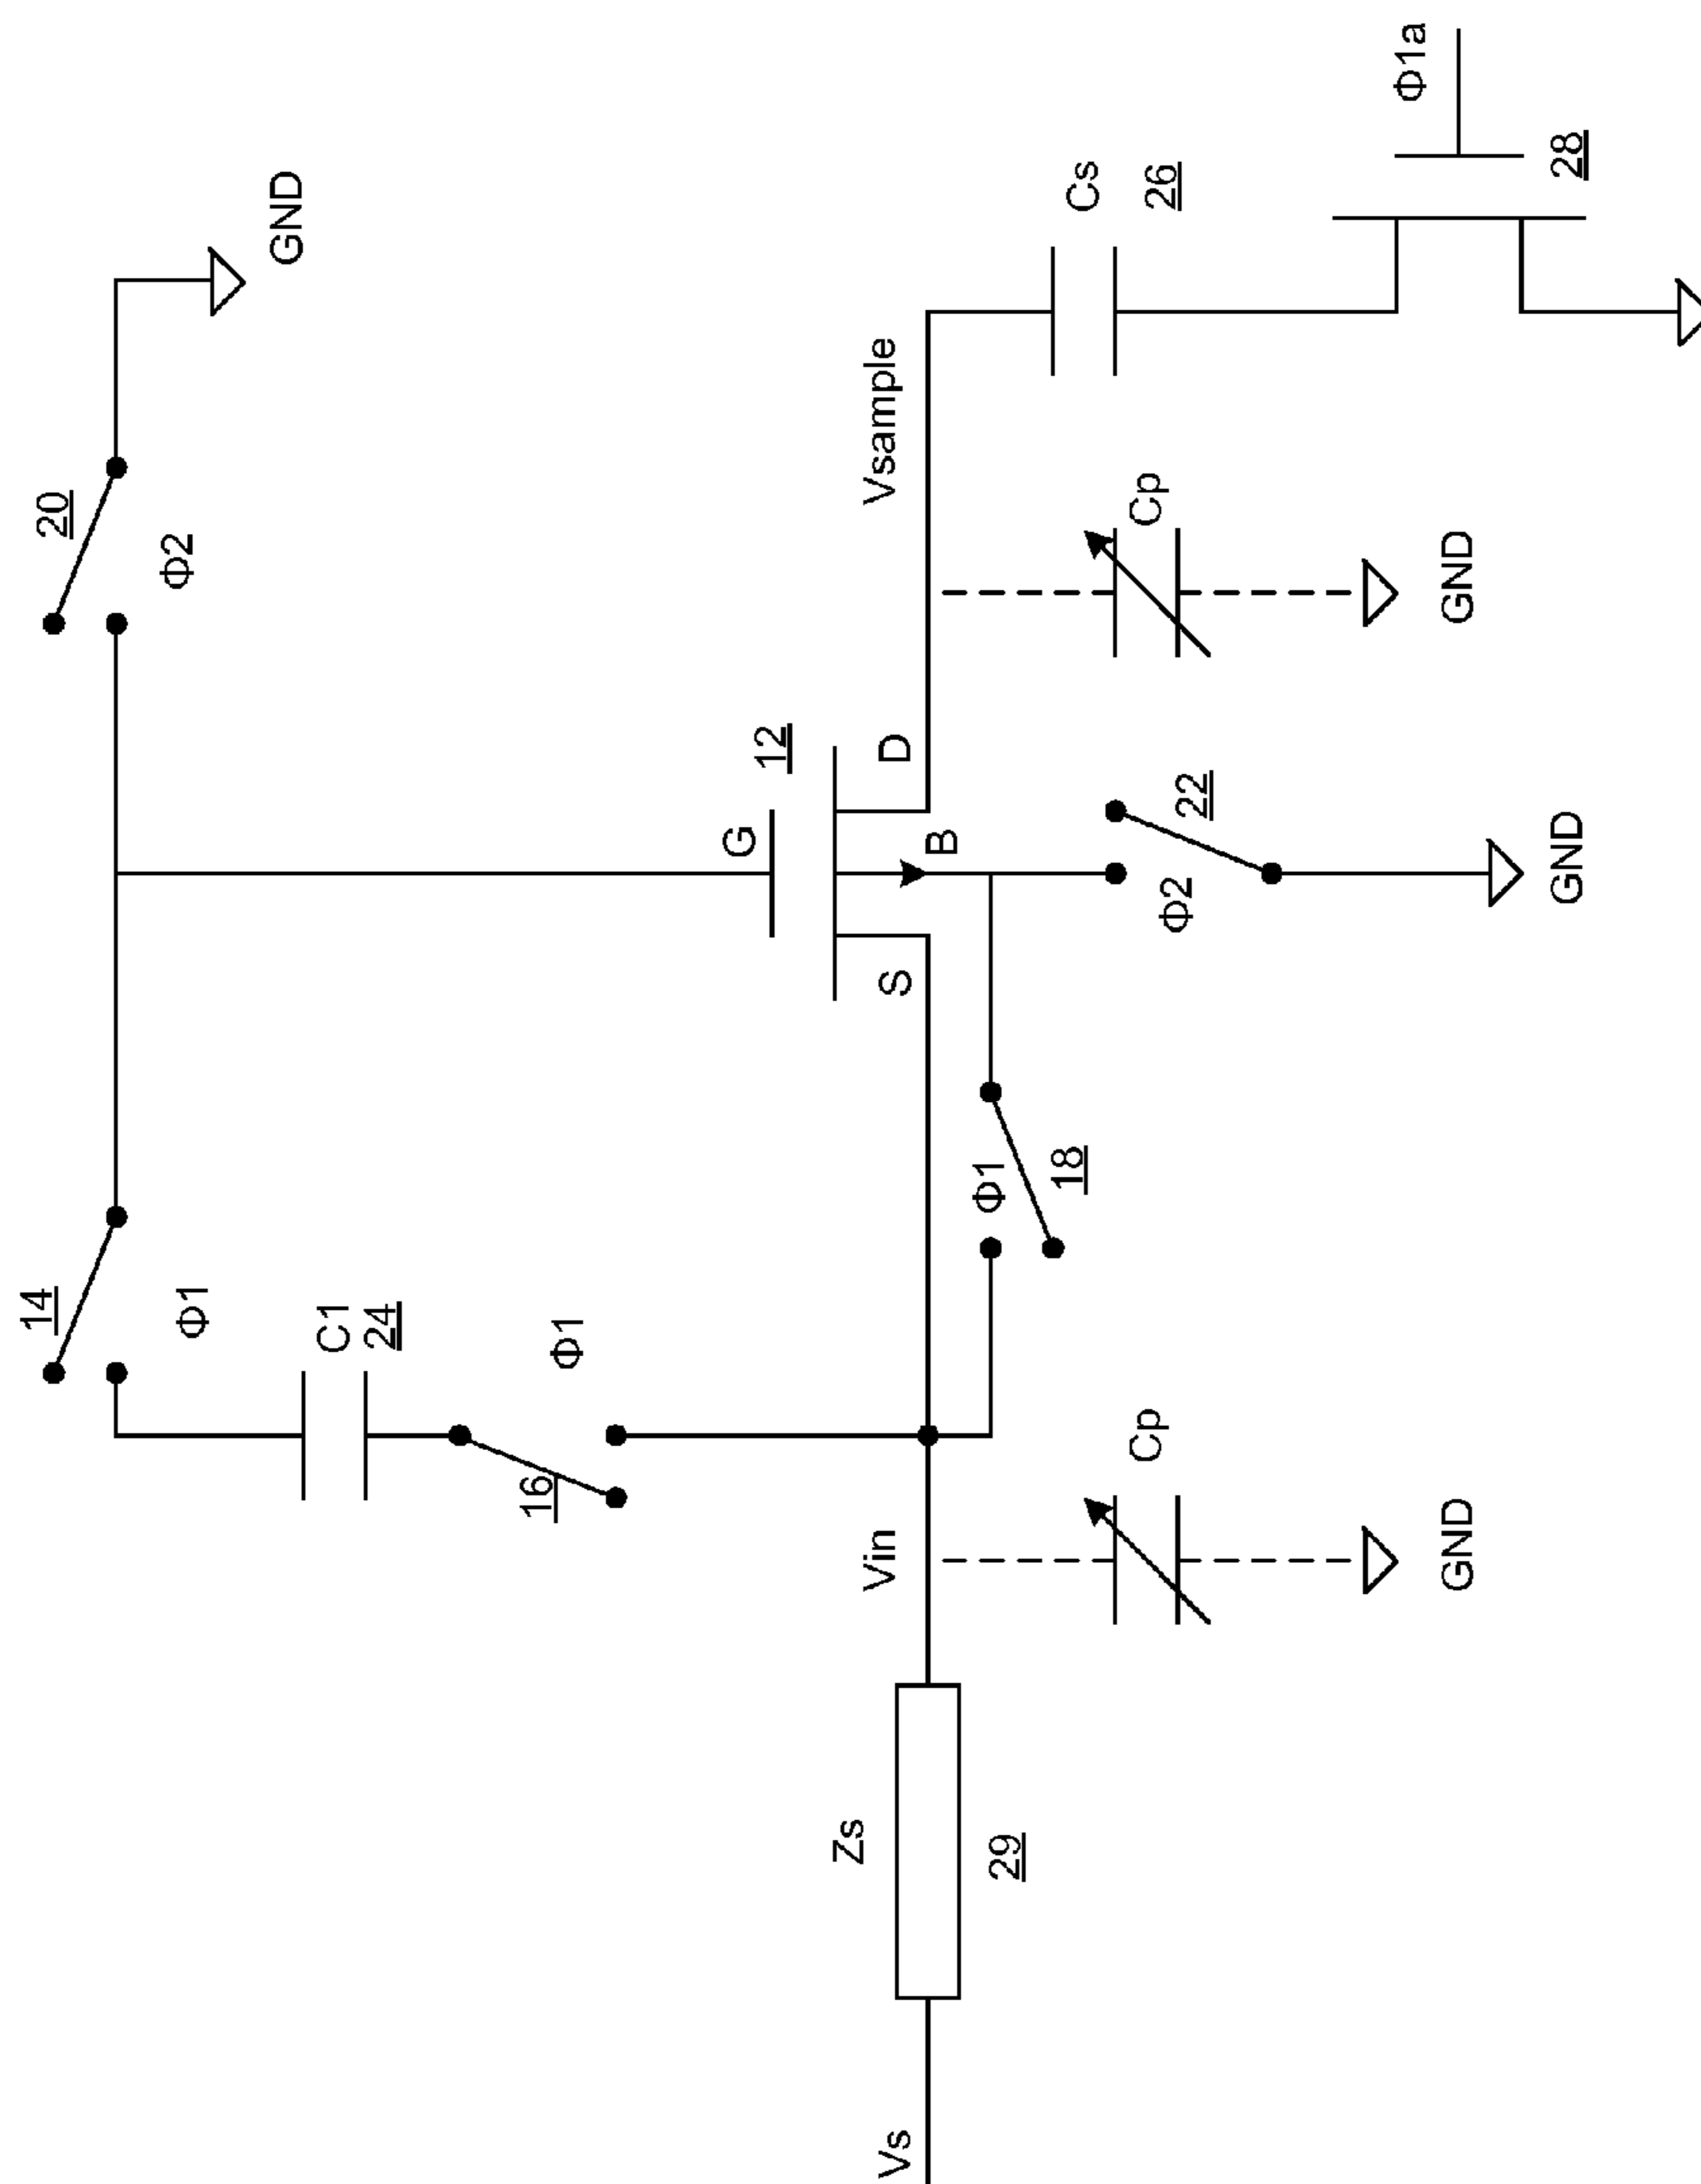 14
Φ1
20
Φ2
GND
C1
24
Φ1
16
G
12
Vs
Zs
29
Vin
S
D
B
Vsample
Φ1
18
Φ2
22
GND
Cp
GND
Cp
GND
Cs
26
Φ1a
28